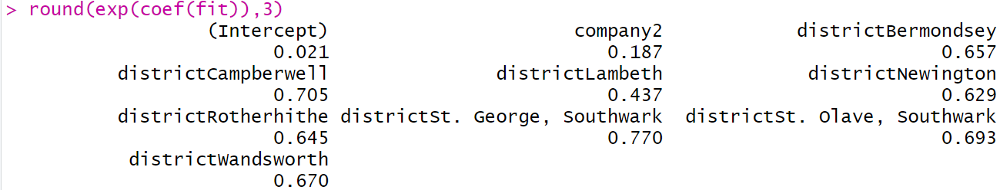 > round(exp(coef(fit)),3)
(Intercept) company2 districtBermondsey
0.021 0.187 0.657
districtCampberwell districtLambeth districtNewington
0.705 0.437 0.629
districtRotherhithe districtSt. George, Southwark districtSt. Olave, Southwark
0.645 0.770 0.693
districtWandsworth
0.670